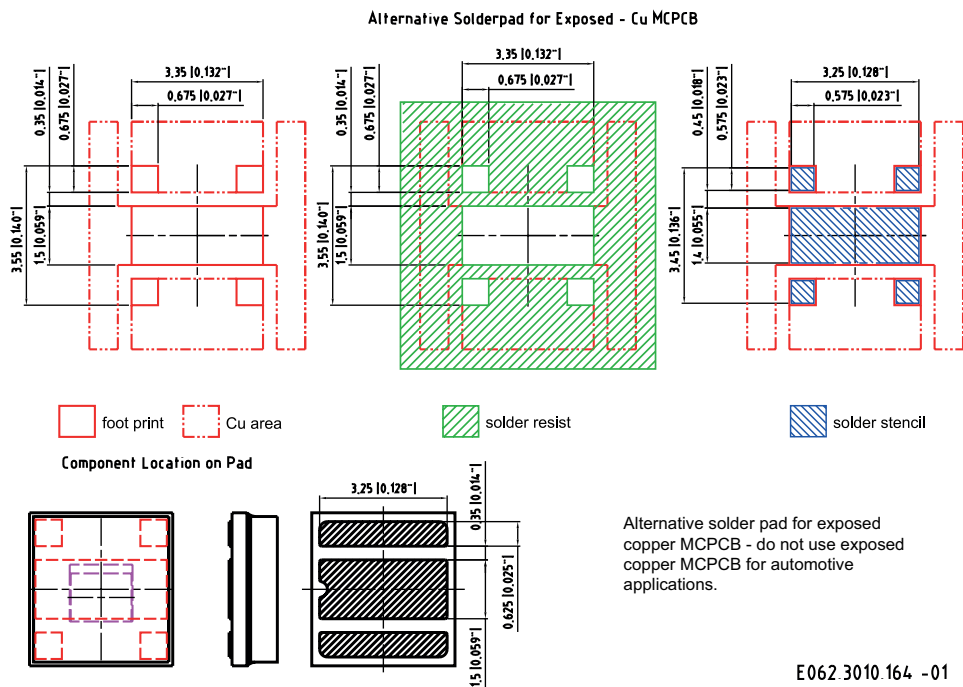 Alternative Solderpad for Exposed - Cu MCPCB
3.35 |0.132"|
0.675 |0.027"|
0.35 |0.014"|
0.675 |0.027"|
3.55 |0.140"|
1.5 |0.059"|
3.35 |0.132"|
0.675 |0.027"|
0.35 |0.014"|
0.675 |0.027"|
3.55 |0.140"|
1.5 |0.059"|
3.25 |0.128"|
0.575 |0.023"|
0.45 |0.018"|
0.575 |0.023"|
3.45 |0.136"|
1.4 |0.055"|
foot print
Cu area
solder resist
solder stencil
Component Location on Pad
3.25 |0.128"|
0.35 |0.014"|
0.625 |0.025"|
1.5 |0.059"|
Alternative solder pad for exposed
copper MCPCB - do not use exposed
copper MCPCB for automotive
applications.
E062.3010.164 -01